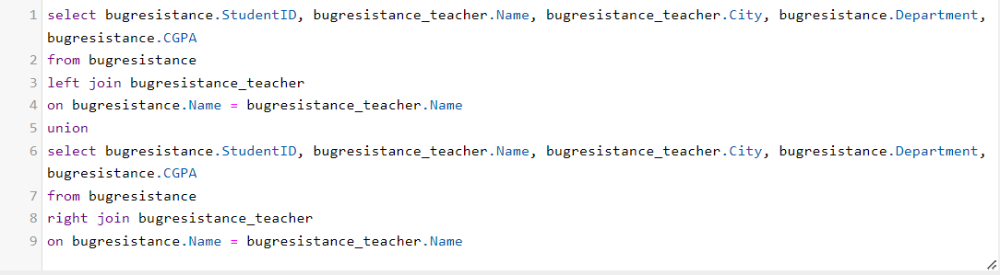 1 select bugresistance.StudentID, bugresistance_teacher.Name, bugresistance_teacher.City, bugresistance.Department,
bugresistance.CGPA
2 from bugresistance
3 left join bugresistance_teacher
4 on bugresistance.Name = bugresistance_teacher.Name
5 union
6 select bugresistance.StudentID, bugresistance_teacher.Name, bugresistance_teacher.City, bugresistance.Department,
bugresistance.CGPA
7 from bugresistance
8 right join bugresistance_teacher
9 on bugresistance.Name = bugresistance_teacher.Name